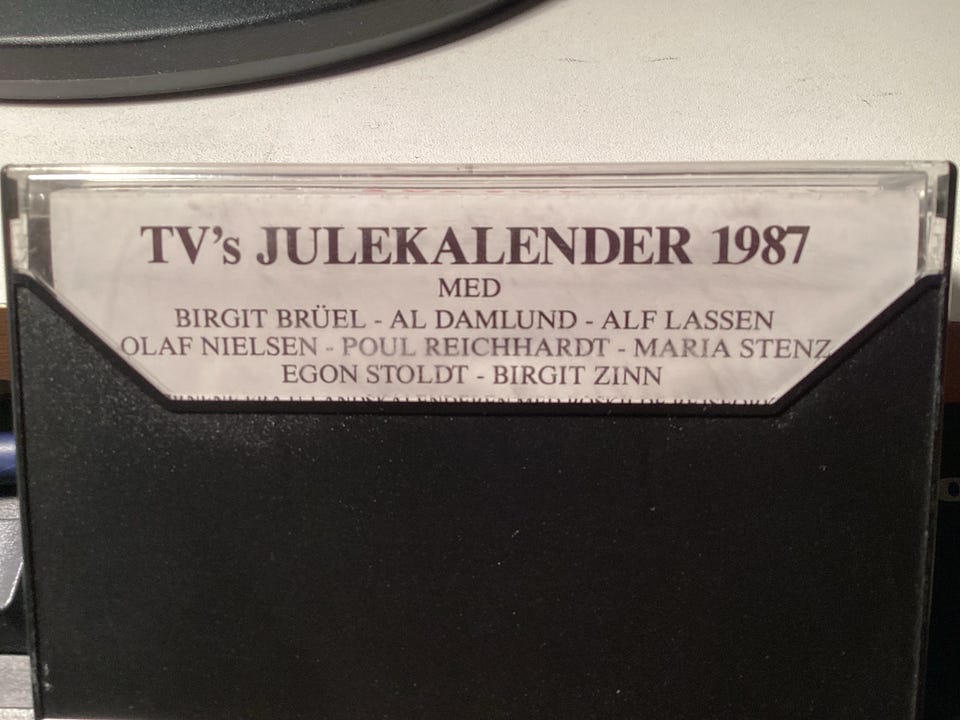 TV's JULEKALENDER 1987
MED
BIRGIT BRÜEL - AL DAMLUND - ALF LASSEN
OLAF NIELSEN - POUL REICHHARDT - MARIA STENZ
EGON STOLDT - BIRGIT ZINN